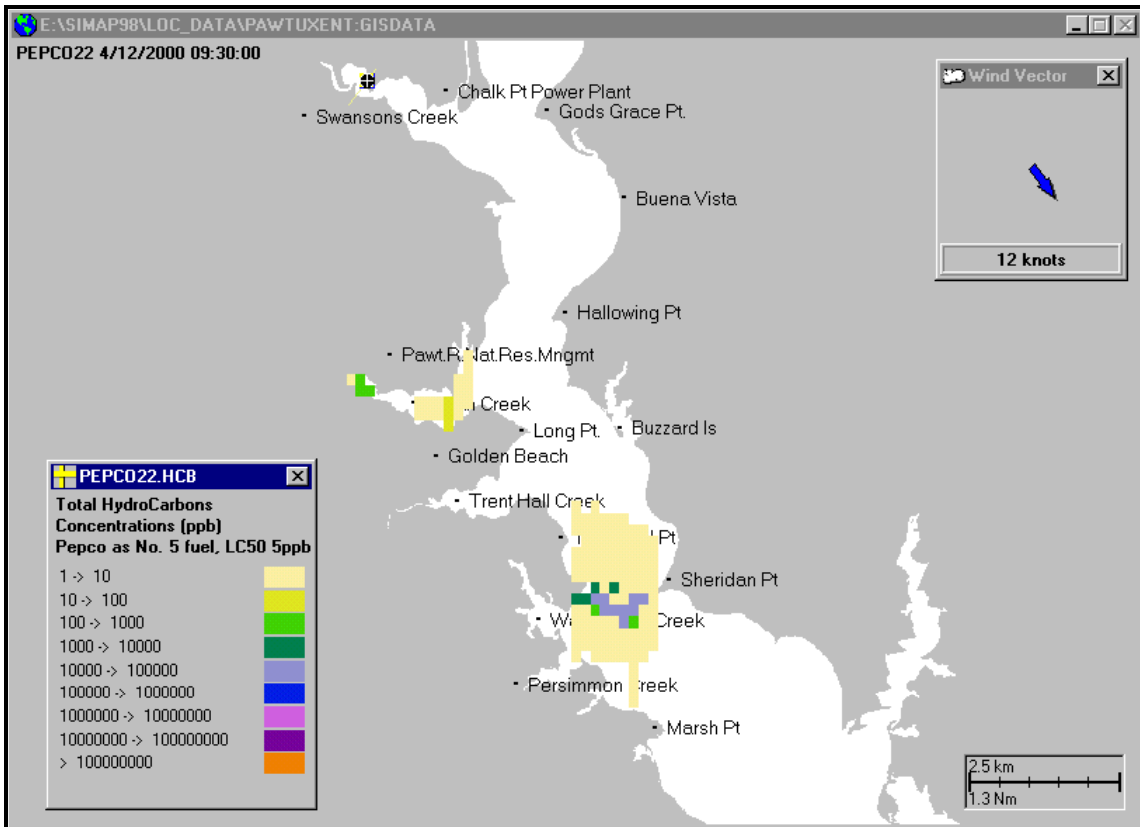 E:\SIMAP98\LOC_DATA\PAWTUXENT:GISDATA
PEPCO22 4/12/2000 09:30:00
Wind Vector
12 knots
Chalk Pt Power Plant
Gods Grace Pt.
Swansons Creek
Buena Vista
Hallowing Pt
Pawt.R.Nat.Res.Mngmt
Creek
Long Pt.
Buzzard Is
Golden Beach
Trent Hall Creek
Pt
Sheridan Pt
Creek
Persimmon Creek
Marsh Pt
PEPCO22.HCB
Total HydroCarbons
Concentrations (ppb)
Pepco as No. 5 fuel, LC50 5ppb
1 -> 10
10 -> 100
100 -> 1000
1000 -> 10000
10000 -> 100000
100000 -> 1000000
1000000 -> 10000000
10000000 -> 100000000
> 100000000
2.5 km
1.3 Nm